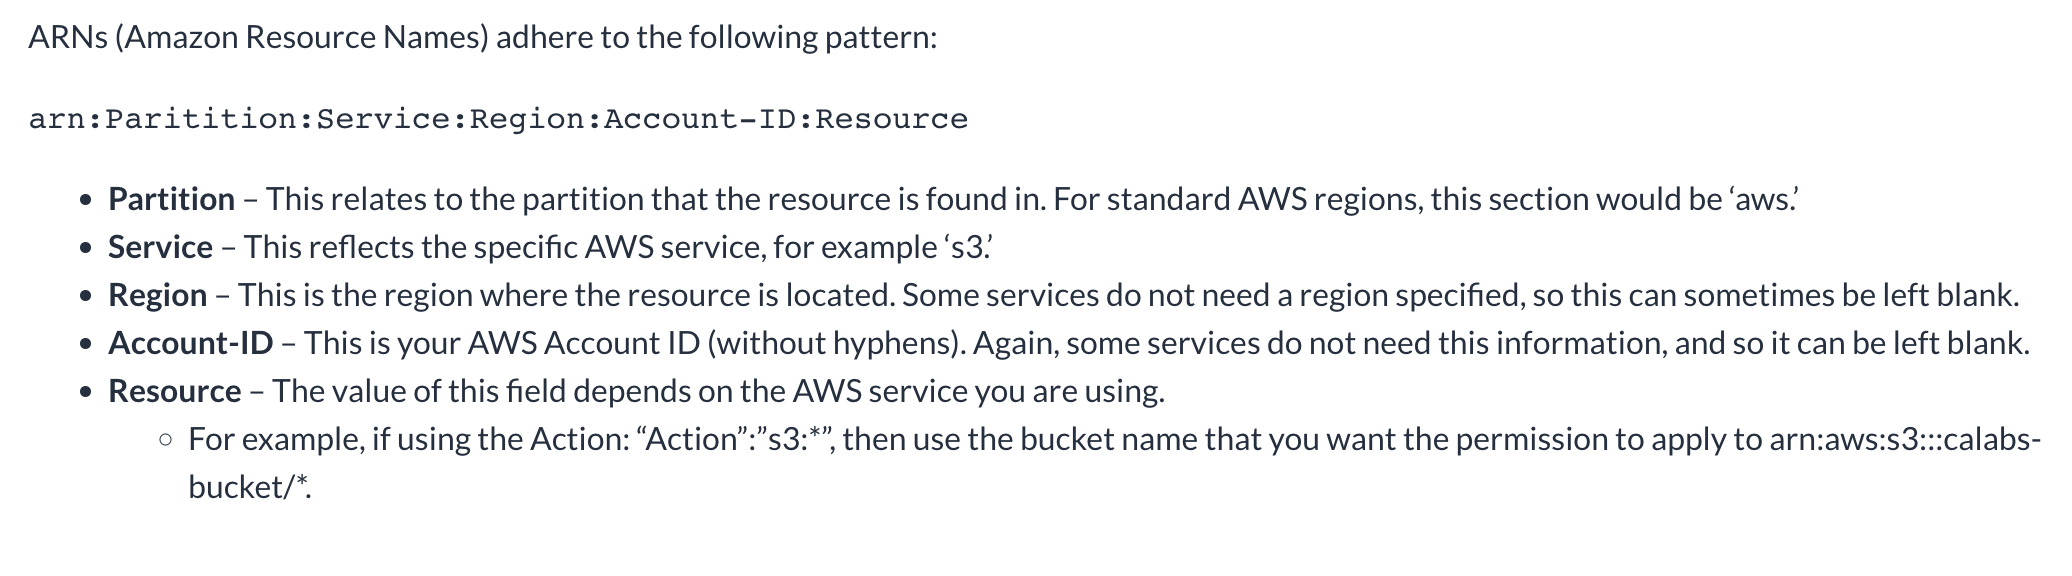 ARNs (Amazon Resource Names) adhere to the following pattern:
arn:Paritition:Service:Region:Account-ID:Resource
• Partition – This relates to the partition that the resource is found in. For standard AWS regions, this section would be ‘aws.’
• Service – This reflects the specific AWS service, for example ‘s3.’
• Region – This is the region where the resource is located. Some services do not need a region specified, so this can sometimes be left blank.
• Account-ID – This is your AWS Account ID (without hyphens). Again, some services do not need this information, and so it can be left blank.
• Resource – The value of this field depends on the AWS service you are using.
○ For example, if using the Action: “Action”:”s3:*”, then use the bucket name that you want the permission to apply to arn:aws:s3:::calabs-
bucket/*.